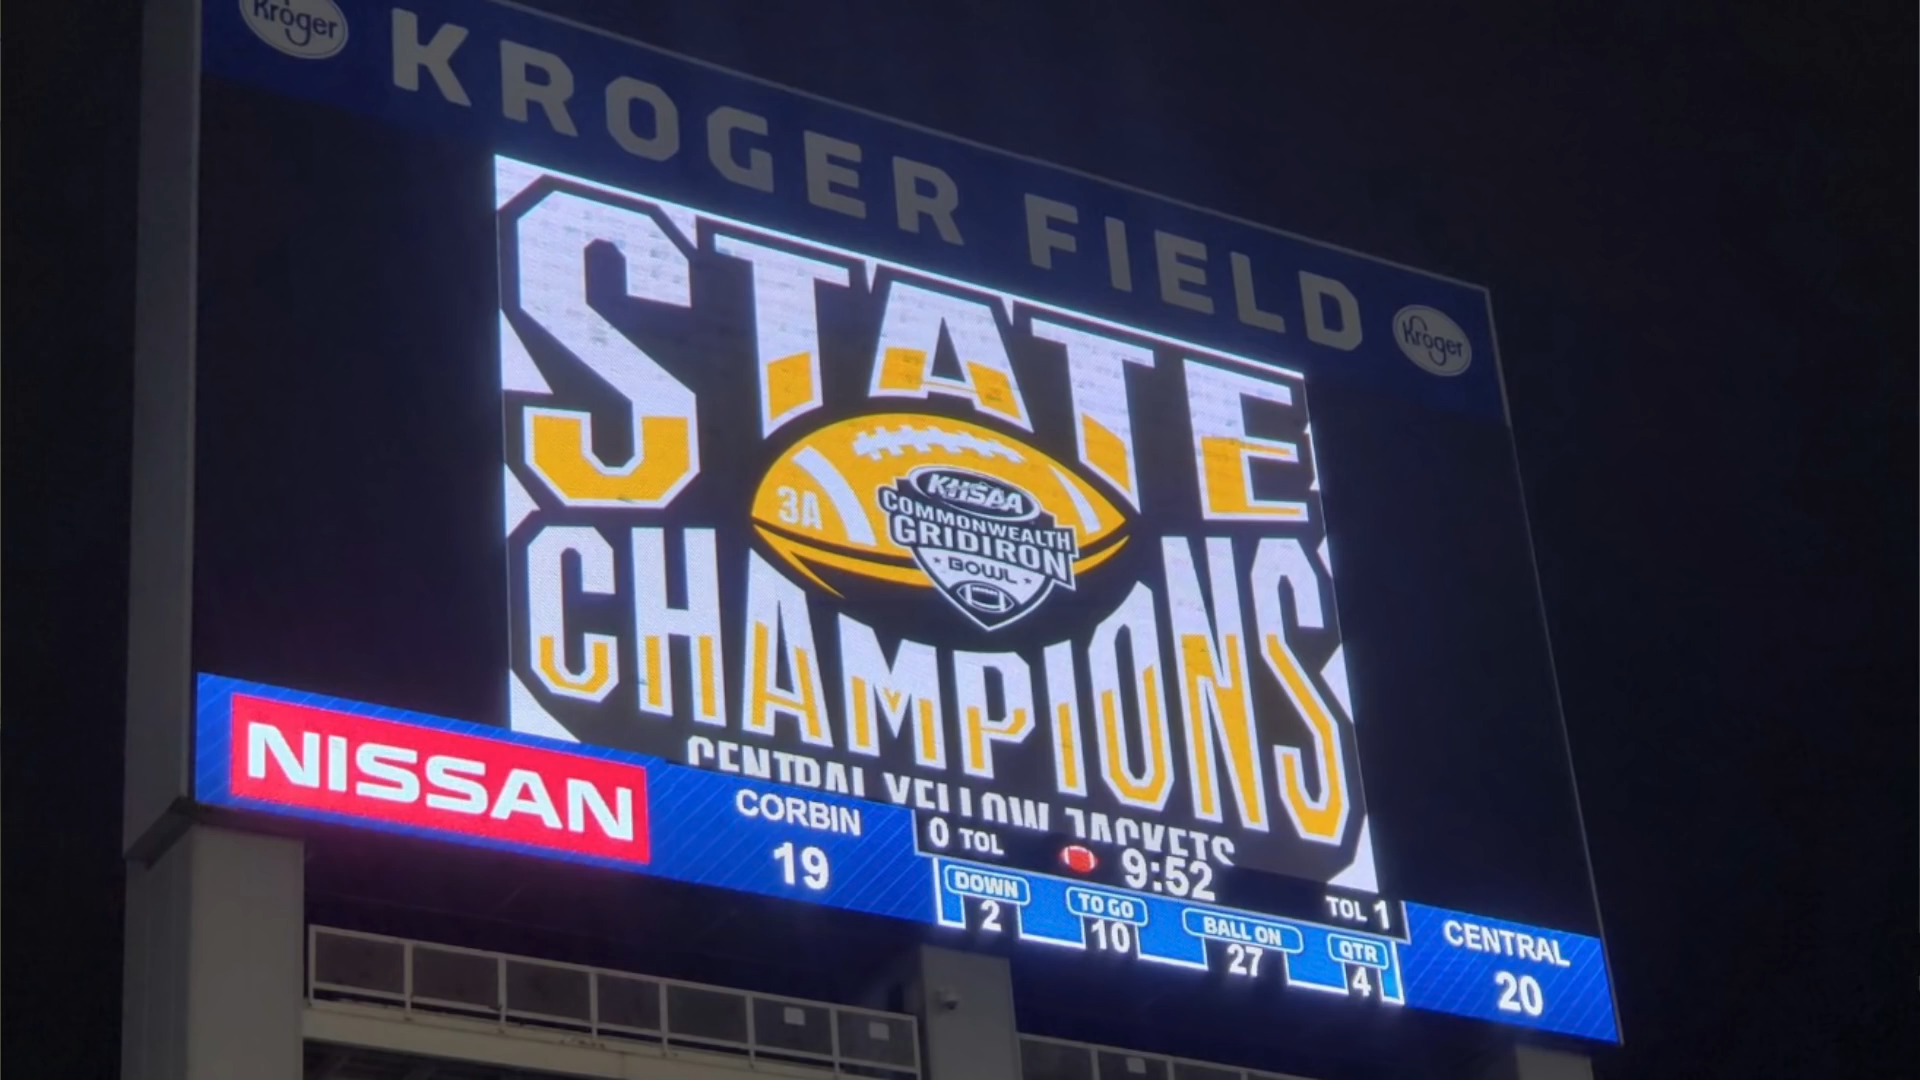 Kroger
KROGER FIELD
Kroger
STATE
3A
KHSAA
COMMONWEALTH
GRIDIRON
BOWL
CHAMPIONS
CENTRAL YELLOW JACKETS
NISSAN
CORBIN
19
0 TOL
9:52
TOL 1
DOWN
2
TO GO
10
BALL ON
27
QTR
4
CENTRAL
20